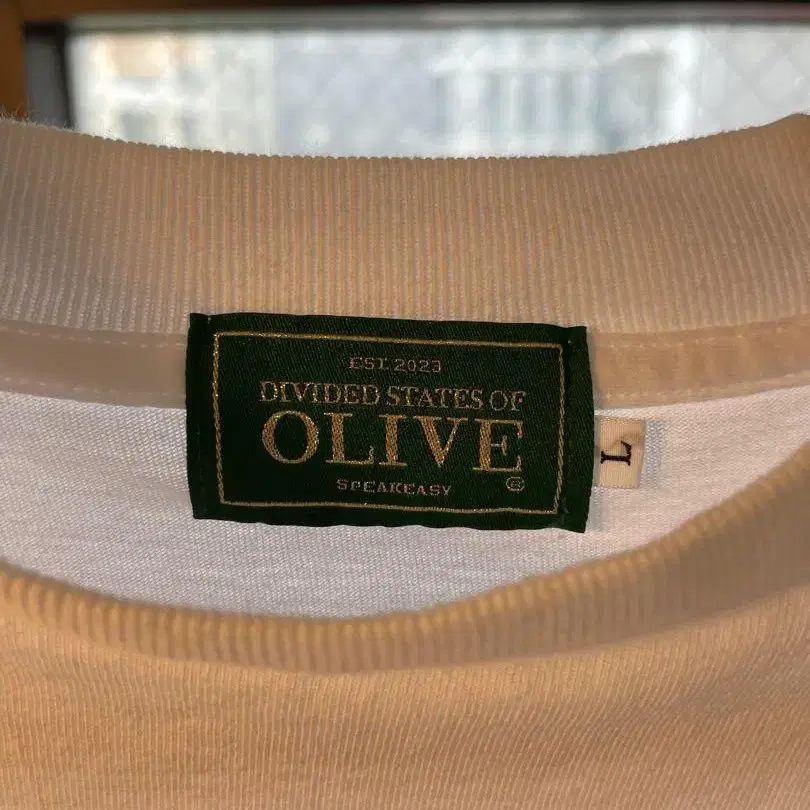 EST. 2023
DIVIDED STATES OF
OLIVE
SPEAKEASY
®
L